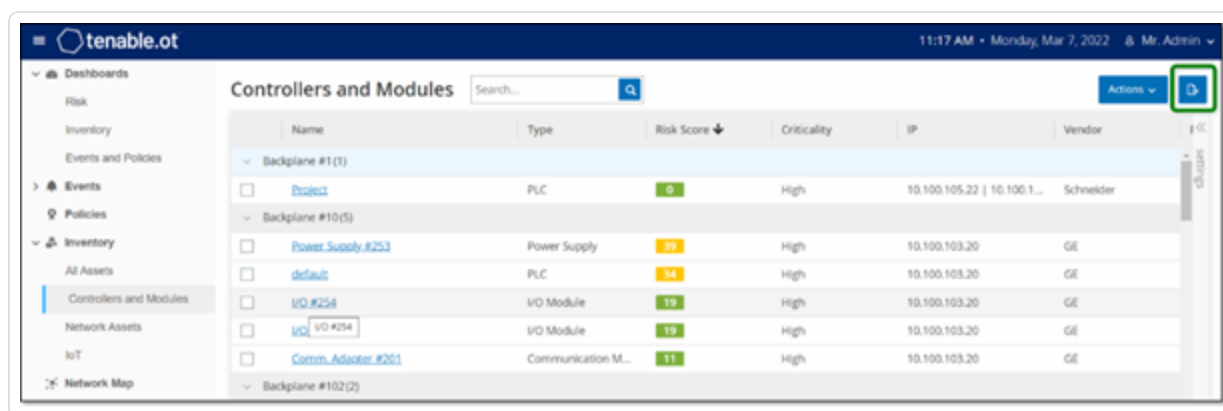 tenable.ot
11:17 AM • Monday, Mar 7, 2022 Mr. Admin
Dashboards
Risk
Inventory
Events and Policies
Events
Policies
Inventory
All Assets
Controllers and Modules
Network Assets
IoT
Network Map
Controllers and Modules Search... Actions
Name Type Risk Score Criticality IP Vendor
Backplane #1(1)
Project PLC 0 High 10.100.105.22 | 10.100.1... Schneider
Backplane #10(5)
Power Supply #253 Power Supply 39 High 10.100.103.20 GE
default PLC 34 High 10.100.103.20 GE
I/O #254 I/O Module 19 High 10.100.103.20 GE
I/O I/O #254 I/O Module 19 High 10.100.103.20 GE
Comm. Adapter #201 Communication M... 11 High 10.100.103.20 GE
Backplane #102(2)
settings